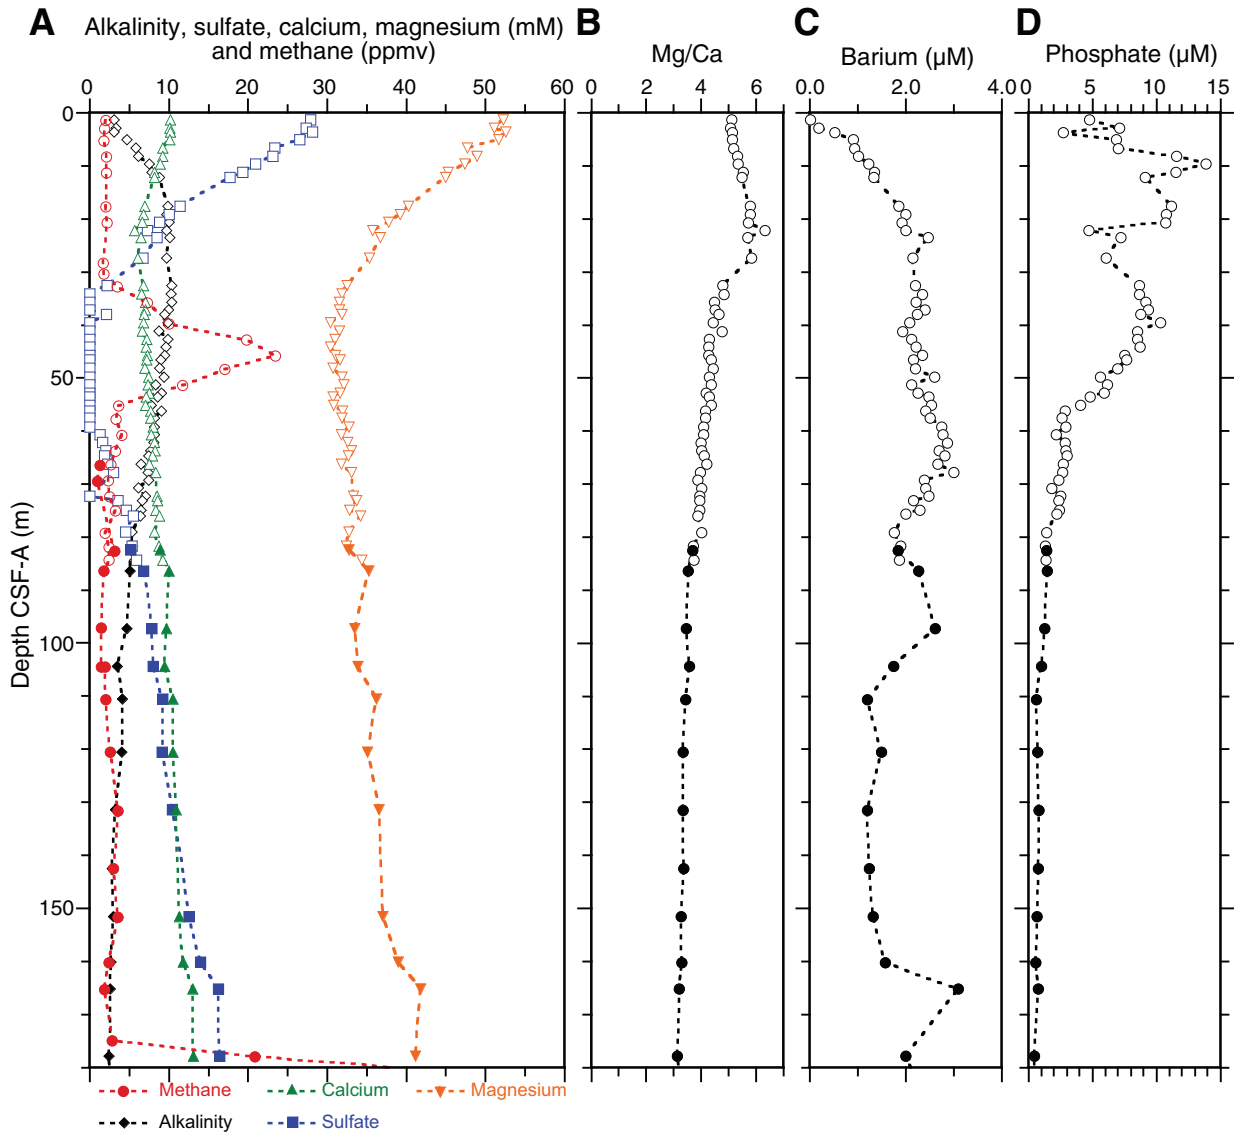 A
Alkalinity, sulfate, calcium, magnesium (mM)
and methane (ppmv)
0 10 20 30 40 50 60
B
Mg/Ca
0 2 4 6
C
Barium (µM)
0.0 2.0 4.0
D
Phosphate (µM)
0 5 10 15
Depth CSF-A (m)
0
50
100
150
Methane
Calcium
Magnesium
Alkalinity
Sulfate